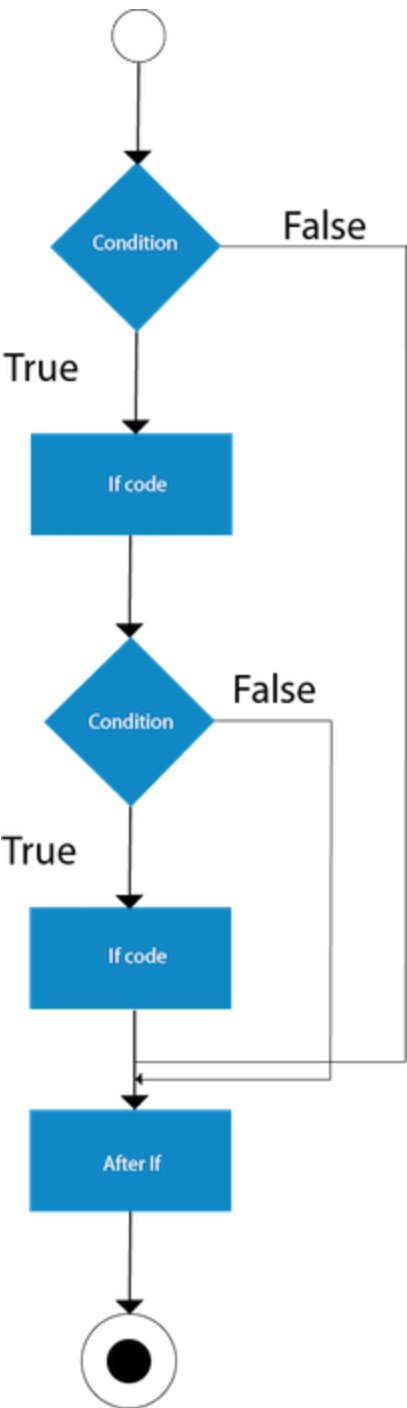 Condition
False
True
If code
Condition
False
True
If code
After If